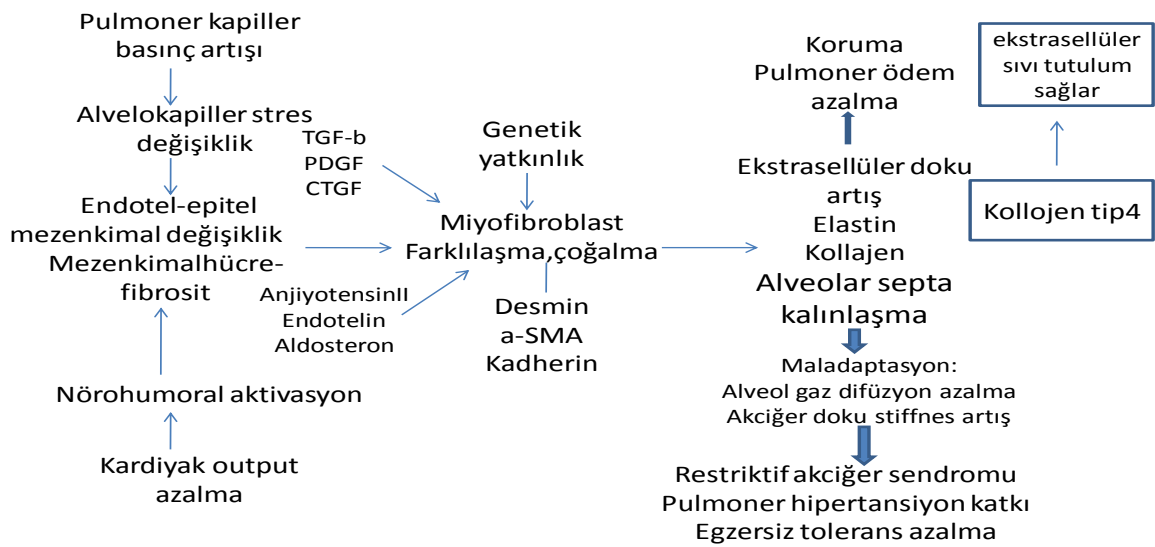 Pulmoner kapiller
basınç artışı
Alvelokapiller stres
değişiklik
Endotel-epitel
mezenkimal değişiklik
Mezenkimalhücre-
fibrosit
Nörohumoral aktivasyon
Kardiyak output
azalma
TGF-b
PDGF
CTGF
AnjiyotensinII
Endotelin
Aldosteron
Genetik
yatkınlık
Miyofibroblast
Farklılaşma,çoğalma
Desmin
a-SMA
Kadherin
Koruma
Pulmoner ödem
azalma
Ekstrasellüler doku
artış
Elastin
Kollajen
Alveolar septa
kalınlaşma
Maladaptasyon:
Alveol gaz difüzyon azalma
Akciğer doku stiffnes artış
Restriktif akciğer sendromu
Pulmoner hipertansiyon katkı
Egzersiz tolerans azalma
ekstrasellüler
sıvı tutulum
sağlar
Kollojen tip4